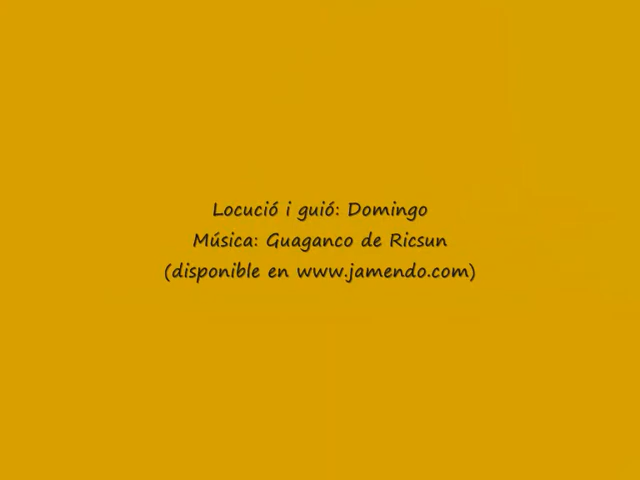 Locució i guió: Domingo
Música: Guaganco de Ricsun
(disponible en www.jamendo.com)